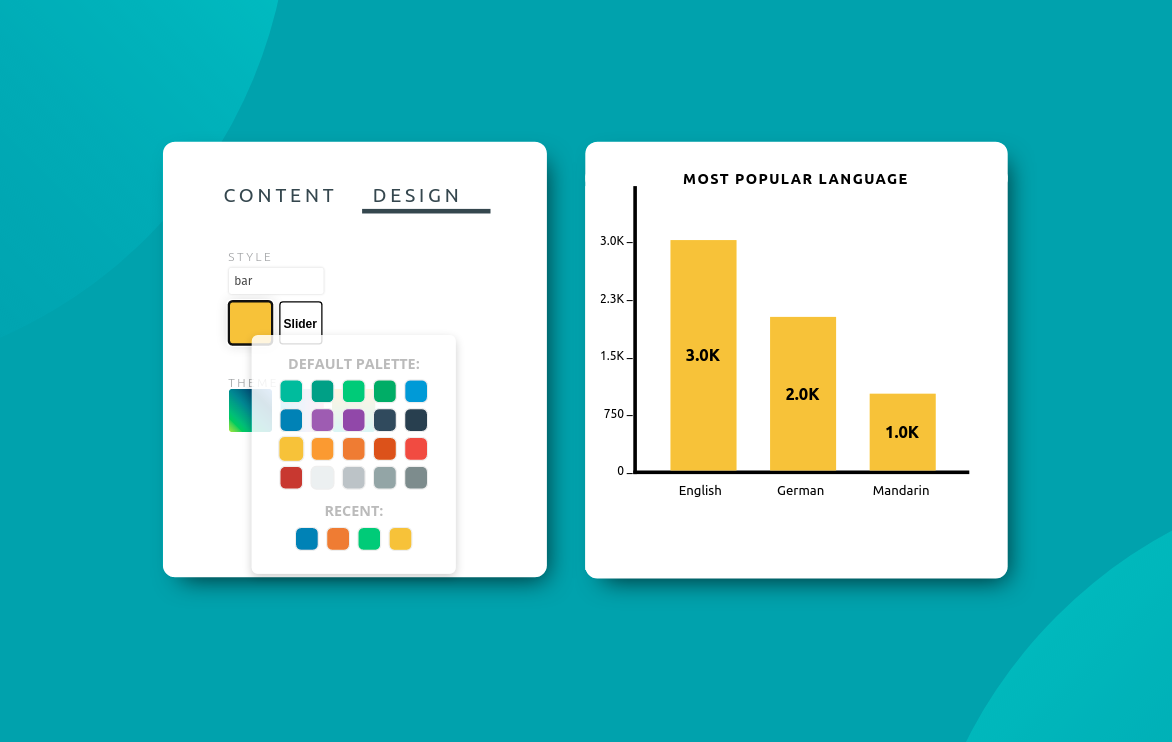 CONTENT DESIGN
STYLE
bar
Slider
DEFAULT PALETTE:
RECENT:
MOST POPULAR LANGUAGE
3.0K
2.3K
1.5K
750
0
3.0K
2.0K
1.0K
English German Mandarin